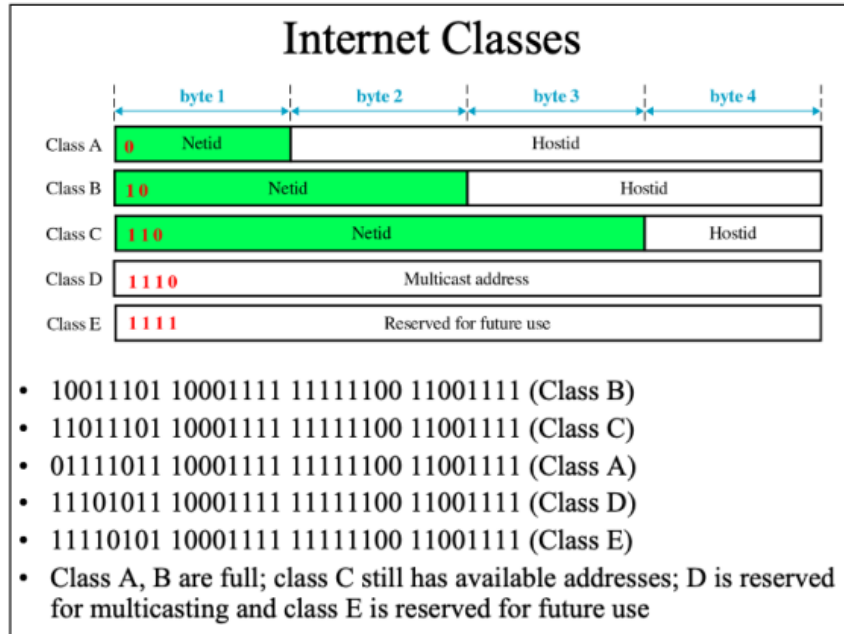 Internet Classes
byte 1 byte 2 byte 3 byte 4
Class A 0 Netid Hostid
Class B 1 0 Netid Hostid
Class C 1 1 0 Netid Hostid
Class D 1 1 1 0 Multicast address
Class E 1 1 1 1 Reserved for future use
• 10011101 10001111 11111100 11001111 (Class B)
• 11011101 10001111 11111100 11001111 (Class C)
• 01111011 10001111 11111100 11001111 (Class A)
• 11101011 10001111 11111100 11001111 (Class D)
• 11110101 10001111 11111100 11001111 (Class E)
• Class A, B are full; class C still has available addresses; D is reserved
for multicasting and class E is reserved for future use